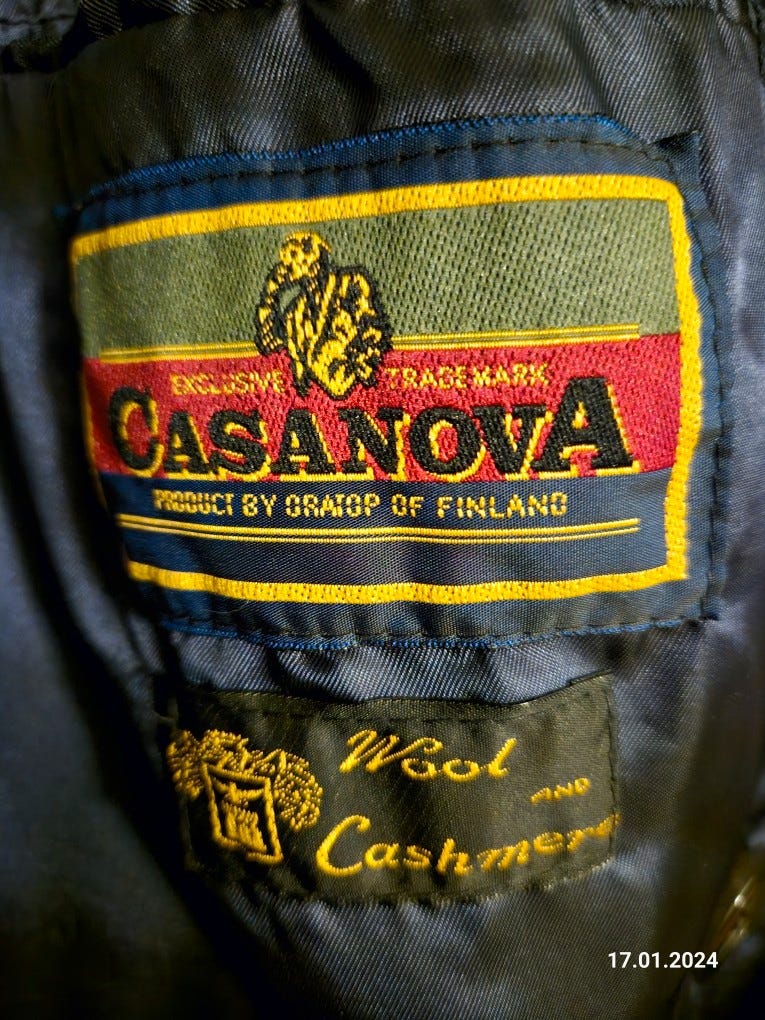 EXCLUSIVE TRADE MARK
CASANOVA
PRODUCT BY GRATOP OF FINLAND
Wool
AND
Cashmere
17.01.2024